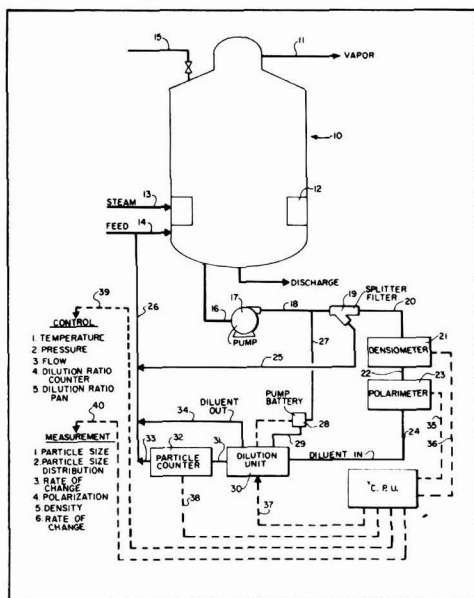 15
11
VAPOR
10
12
STEAM 13
FEED 14
DISCHARGE
39
CONTROL
1. TEMPERATURE
2 PRESSURE
3 FLOW
4 DILUTION RATIO
COUNTER
5 DILUTION RATIO
PAN
40
MEASUREMENT
1. PARTICLE SIZE
2. PARTICLE SIZE
DISTRIBUTION
3 RATE OF
CHANGE
4 POLARIZATION
5 DENSITY
6 RATE OF
CHANGE
26
16
17
PUMP
18
19
SPLITTER
FILTER
20
25
27
21
DENSIOMETER
22
POLARIMETER
23
24
35
36
34
DILUENT
OUT
PUMP
BATTERY
28
29
33
32
PARTICLE
COUNTER
31
DILUTION
UNIT
30
DILUENT IN
38
37
C. P. U.